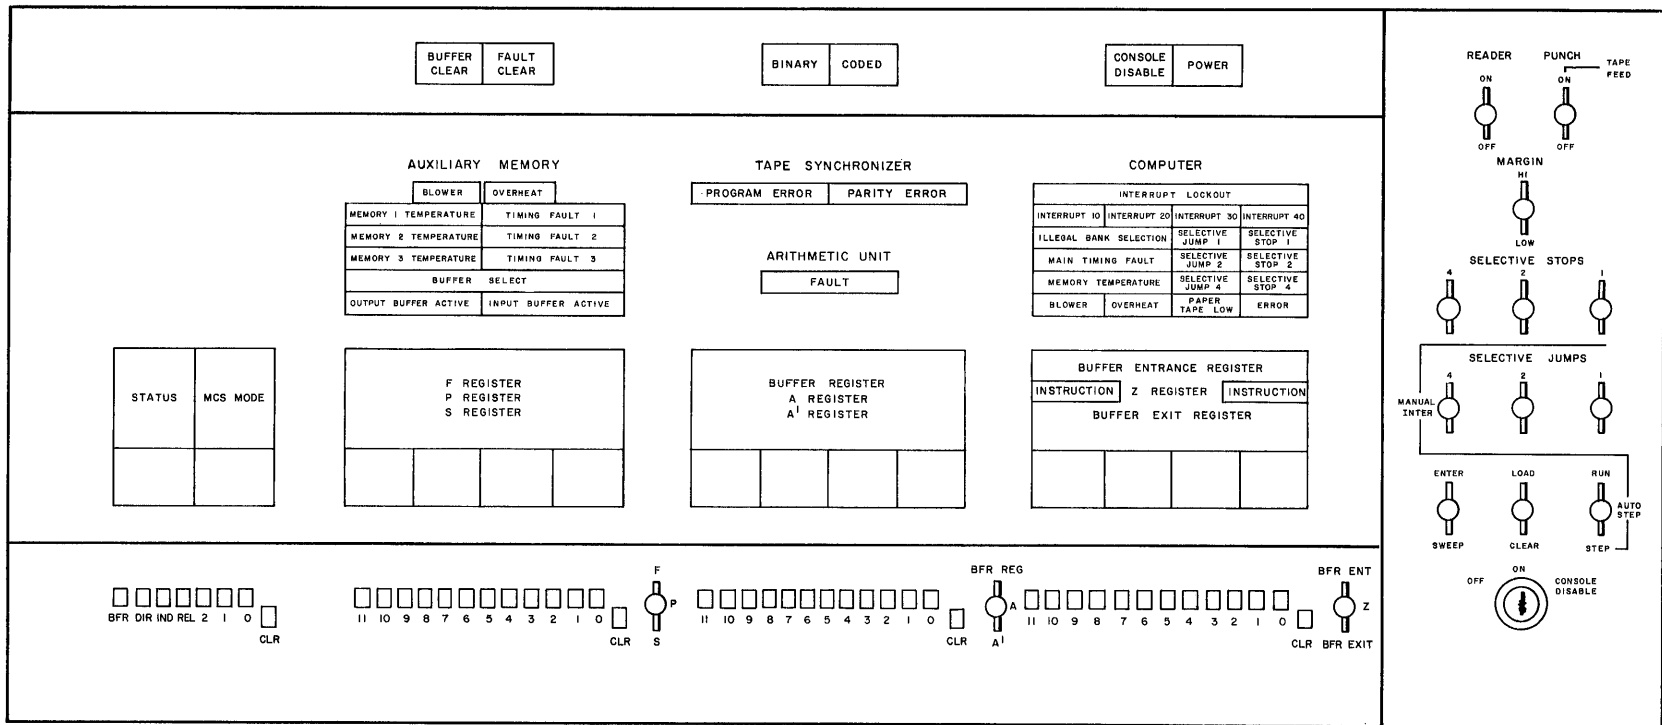 BUFFER CLEAR
FAULT CLEAR
BINARY
CODED
CONSOLE DISABLE
POWER
AUXILIARY MEMORY
BLOWER
OVERHEAT
MEMORY 1 TEMPERATURE
TIMING FAULT 1
MEMORY 2 TEMPERATURE
TIMING FAULT 2
MEMORY 3 TEMPERATURE
TIMING FAULT 3
BUFFER SELECT
OUTPUT BUFFER ACTIVE
INPUT BUFFER ACTIVE
TAPE SYNCHRONIZER
PROGRAM ERROR
PARITY ERROR
ARITHMETIC UNIT
FAULT
COMPUTER
INTERRUPT LOCKOUT
INTERRUPT 10
INTERRUPT 20
INTERRUPT 30
INTERRUPT 40
ILLEGAL BANK SELECTION
SELECTIVE JUMP 1
SELECTIVE STOP 1
MAIN TIMING FAULT
SELECTIVE JUMP 2
SELECTIVE STOP 2
MEMORY TEMPERATURE
SELECTIVE JUMP 4
SELECTIVE STOP 4
BLOWER
OVERHEAT
PAPER TAPE LOW
ERROR
STATUS
MCS MODE
F REGISTER
P REGISTER
S REGISTER
BUFFER REGISTER
A REGISTER
A' REGISTER
BUFFER ENTRANCE REGISTER
INSTRUCTION
Z REGISTER
INSTRUCTION
BUFFER EXIT REGISTER
BFR DIR IND REL 2 1 0
CLR
11 10 9 8 7 6 5 4 3 2 1 0
CLR
F
P
S
11 10 9 8 7 6 5 4 3 2 1 0
CLR
BFR REG
A
A'
11 10 9 8 7 6 5 4 3 2 1 0
CLR
BFR ENT
Z
BFR EXIT
READER
ON
OFF
PUNCH
ON
OFF
TAPE FEED
MARGIN
HI
LOW
SELECTIVE STOPS
4 2 1
SELECTIVE JUMPS
4 2 1
MANUAL INTER
ENTER
SWEEP
LOAD
CLEAR
RUN
STEP
AUTO STEP
OFF
ON
CONSOLE DISABLE